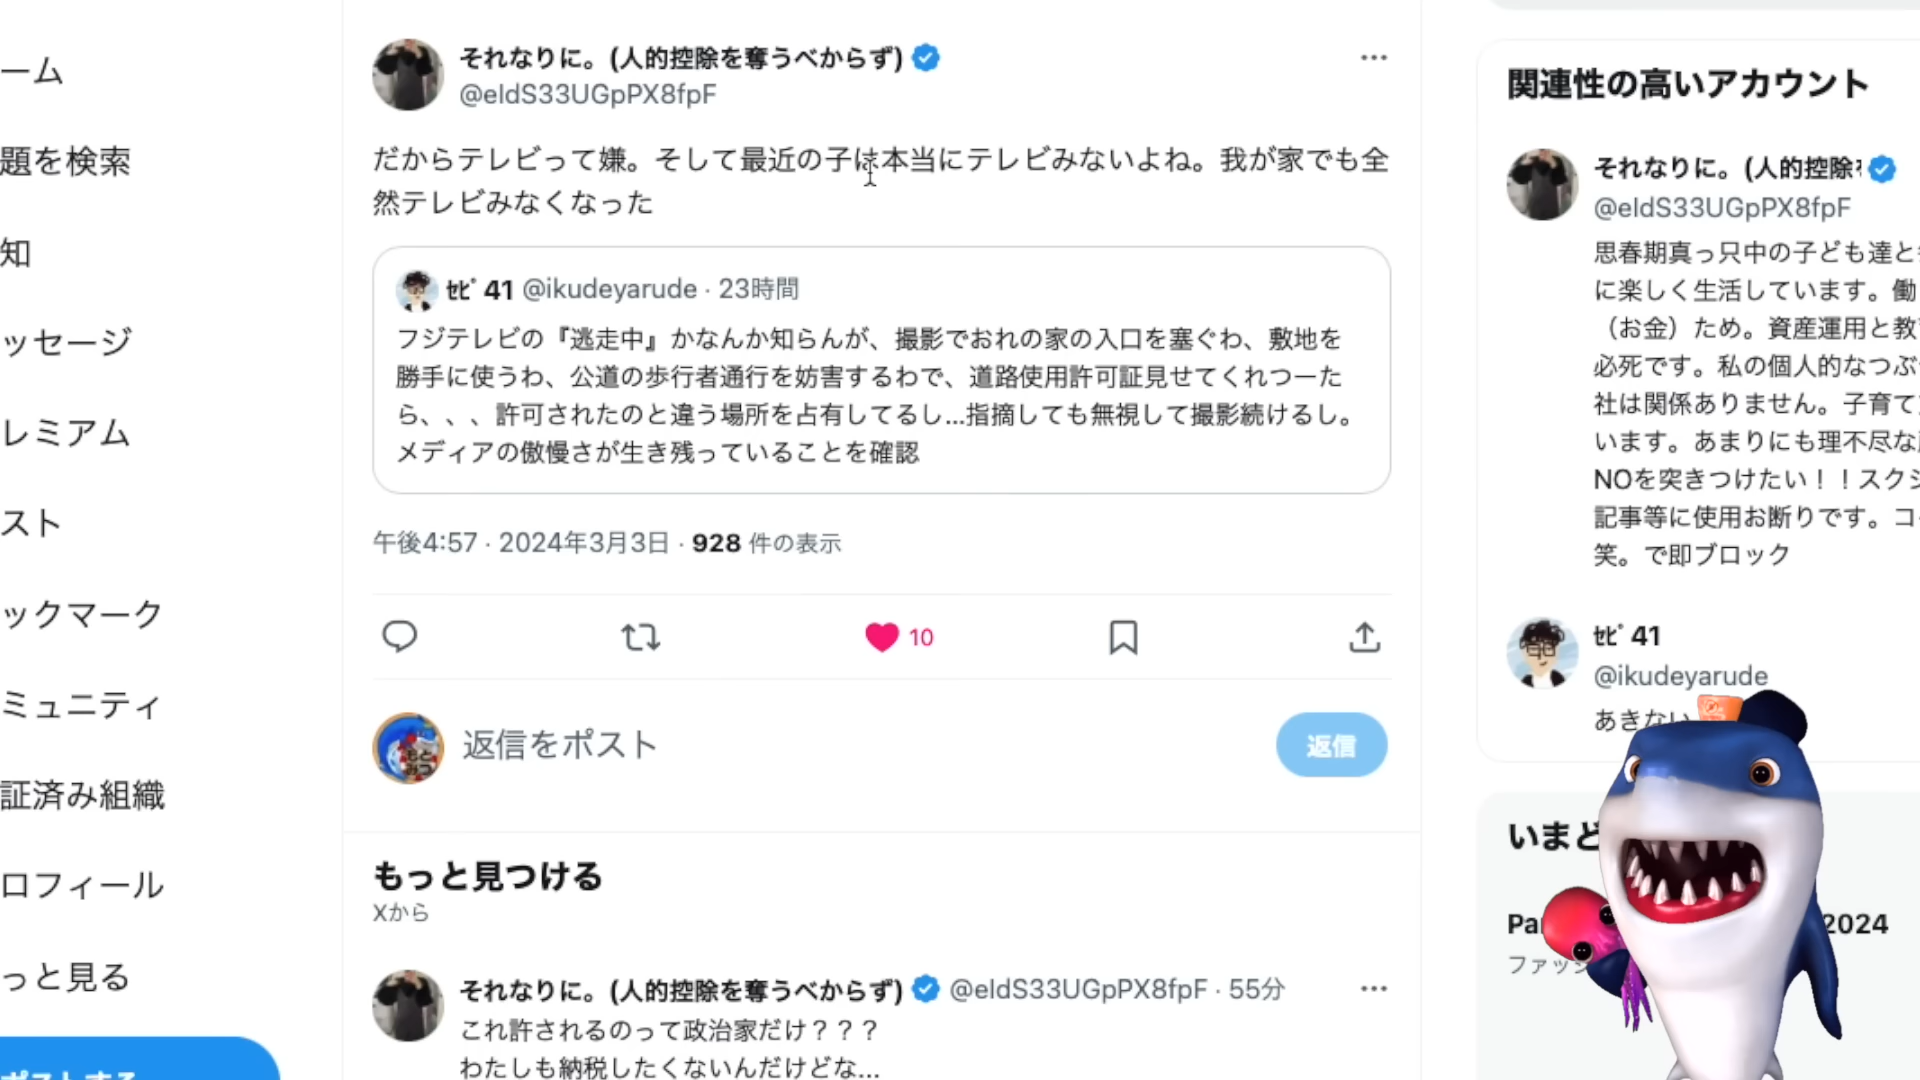 ーム
題を検索
知
ッセージ
レミアム
スト
ックマーク
ミュニティ
証済み組織
ロフィール
っと見る
ポストする
それなりに。(人的控除を奪うべからず)
@eldS33UGpPX8fpF
だからテレビって嫌。そして最近の子は本当にテレビみないよね。我が家でも全
然テレビみなくなった
ｾﾋﾟ 41 @ikudeyarude · 23時間
フジテレビの『逃走中』かなんか知らんが、撮影でおれの家の入口を塞ぐわ、敷地を
勝手に使うわ、公道の歩行者通行を妨害するわで、道路使用許可証見せてくれつーた
ら、、、許可されたのと違う場所を占有してるし...指摘しても無視して撮影続けるし。
メディアの傲慢さが生き残っていることを確認
午後4:57 · 2024年3月3日 · 928 件の表示
10
返信をポスト
返信
もっと見つける
Xから
それなりに。(人的控除を奪うべからず) @eldS33UGpPX8fpF · 55分
これ許されるのって政治家だけ？？？
わたしも納税したくないんだけどな...
関連性の高いアカウント
それなりに。(人的控除
@eldS33UGpPX8fpF
思春期真っ只中の子ども達と
に楽しく生活しています。働
（お金）ため。資産運用と教
必死です。私の個人的なつぶ
社は関係ありません。子育て
います。あまりにも理不尽な
NOを突きつけたい！！スクシ
記事等に使用お断りです。コ
笑。で即ブロック
ｾﾋﾟ 41
@ikudeyarude
あきない
いまど
Pa 2024
ファッシ